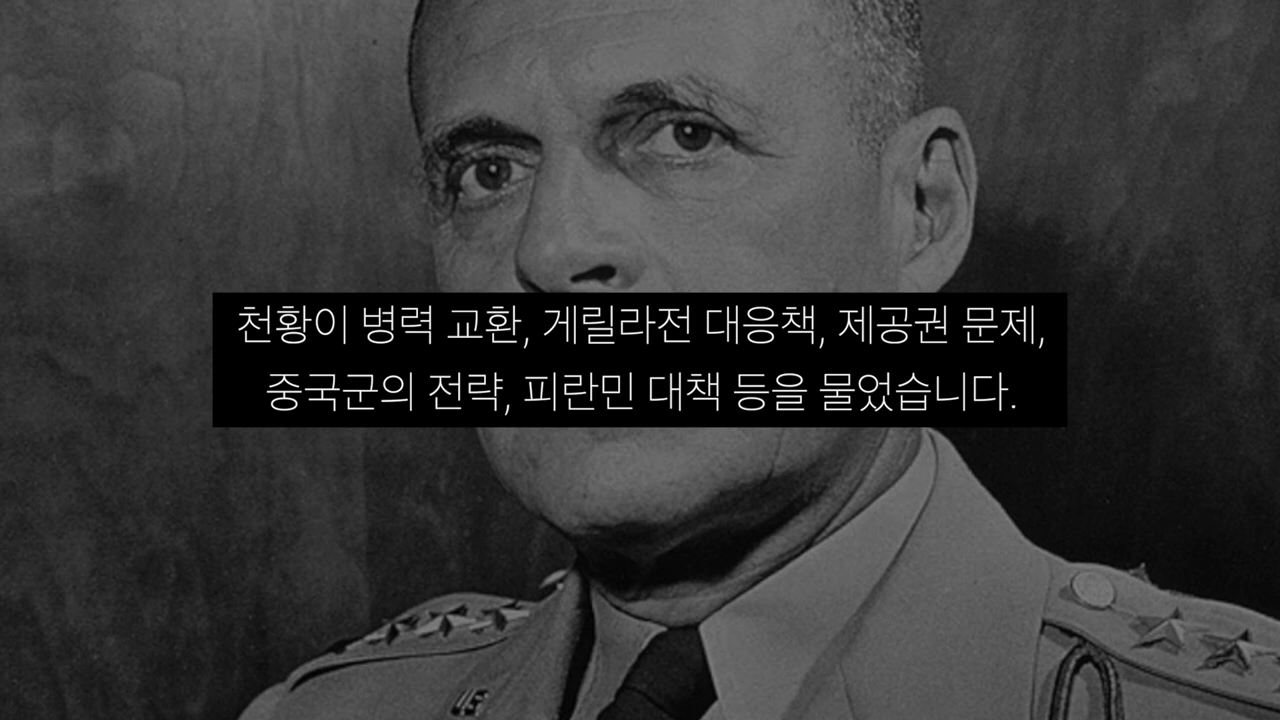 천황이 병력 교환, 게릴라전 대응책, 제공권 문제,
중국군의 전략, 피란민 대책 등을 물었습니다.